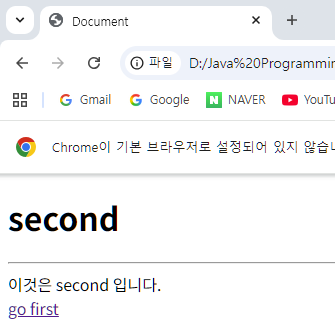 Document
파일
D:/Java%20Programmin
Gmail
Google
NAVER
YouTu
Chrome이 기본 브라우저로 설정되어 있지 않습니
second
이것은 second 입니다.
go first